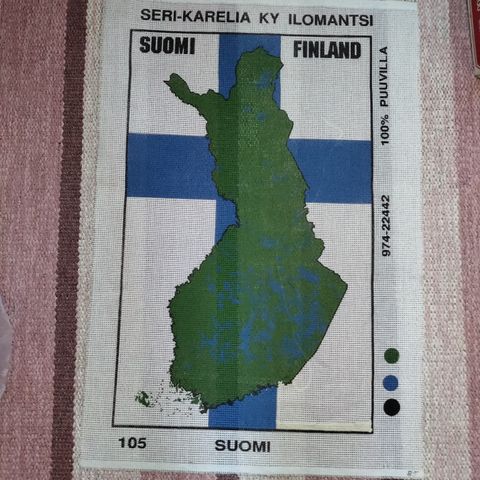 SERI-KARELIA KY ILOMANTSI
SUOMI FINLAND
100% PUUVILLA
974-22442
105 SUOMI